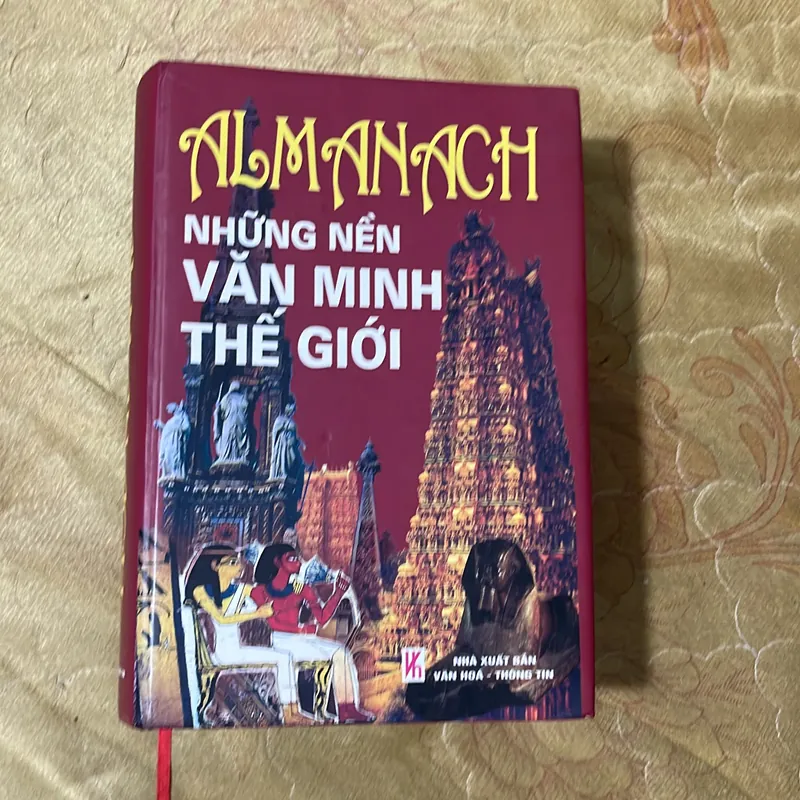 ALMANACH
NHỮNG NỀN
VĂN MINH
THẾ GIỚI
NHÀ XUẤT BẢN
VĂN HOÁ - THÔNG TIN